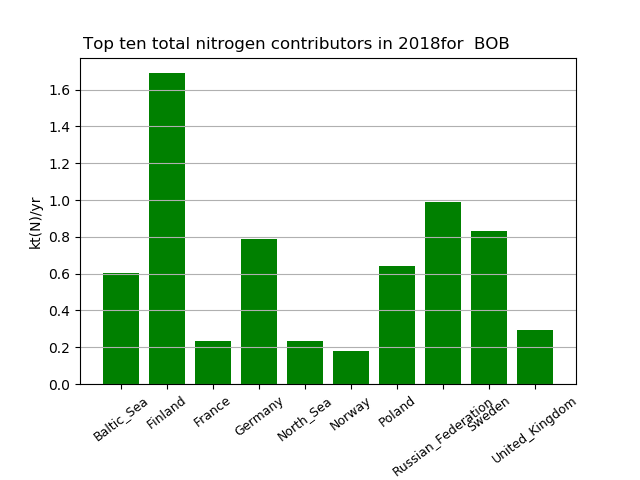 Top ten total nitrogen contributors in 2018for  BOB
kt(N)/yr
1.6
1.4
1.2
1.0
0.8
0.6
0.4
0.2
0.0
Baltic_Sea
Finland
France
Germany
North_Sea
Norway
Poland
Russian_Federation
Sweden
United_Kingdom